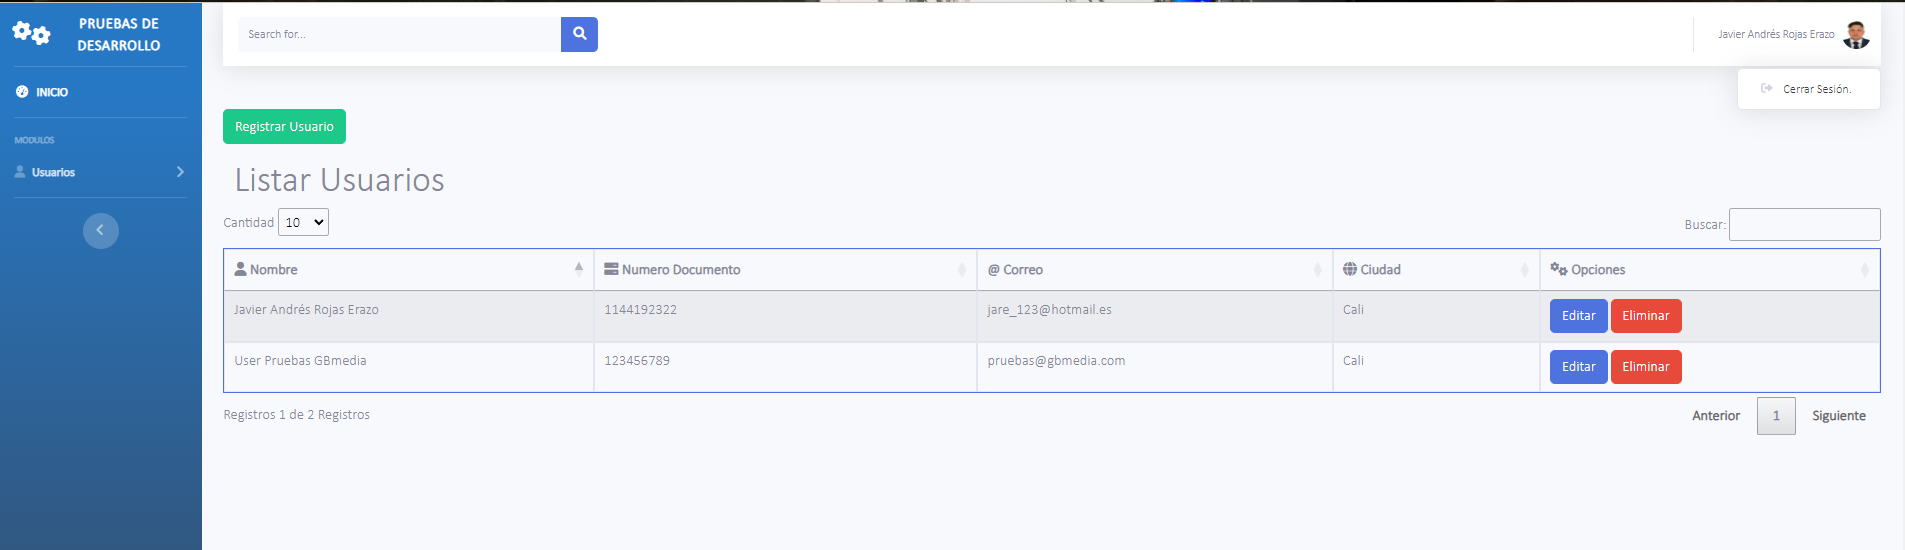 PRUEBAS DE
DESARROLLO
INICIO
MODULOS
Usuarios
Search for...
Javier Andrés Rojas Erazo
Cerrar Sesión.
Registrar Usuario
Listar Usuarios
Cantidad 10
Buscar:
Nombre Numero Documento @ Correo Ciudad Opciones
Javier Andrés Rojas Erazo 1144192322 jare_123@hotmail.es Cali Editar Eliminar
User Pruebas GBmedia 123456789 pruebas@gbmedia.com Cali Editar Eliminar
Registros 1 de 2 Registros
Anterior 1 Siguiente